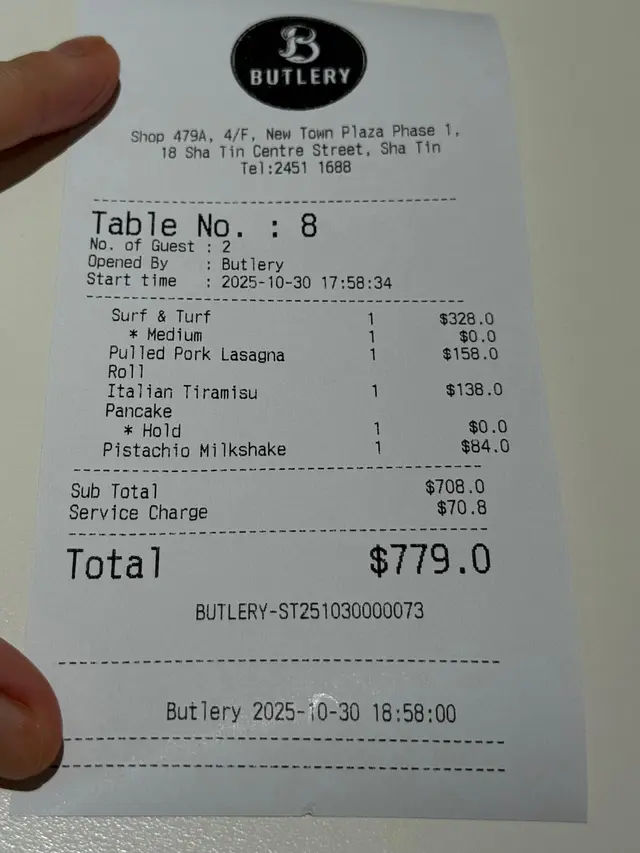 B
BUTLERY
Shop 479A, 4/F, New Town Plaza Phase 1,
18 Sha Tin Centre Street, Sha Tin
Tel:2451 1688
Table No. : 8
No. of Guest : 2
Opened By : Butlery
Start time : 2025-10-30 17:58:34
Surf & Turf 1 $328.0
* Medium 1 $0.0
Pulled Pork Lasagna 1 $158.0
Roll
Italian Tiramisu 1 $138.0
Pancake
* Hold 1 $0.0
Pistachio Milkshake 1 $84.0
Sub Total $708.0
Service Charge $70.8
Total $779.0
BUTLERY-ST251030000073
Butlery 2025-10-30 18:58:00